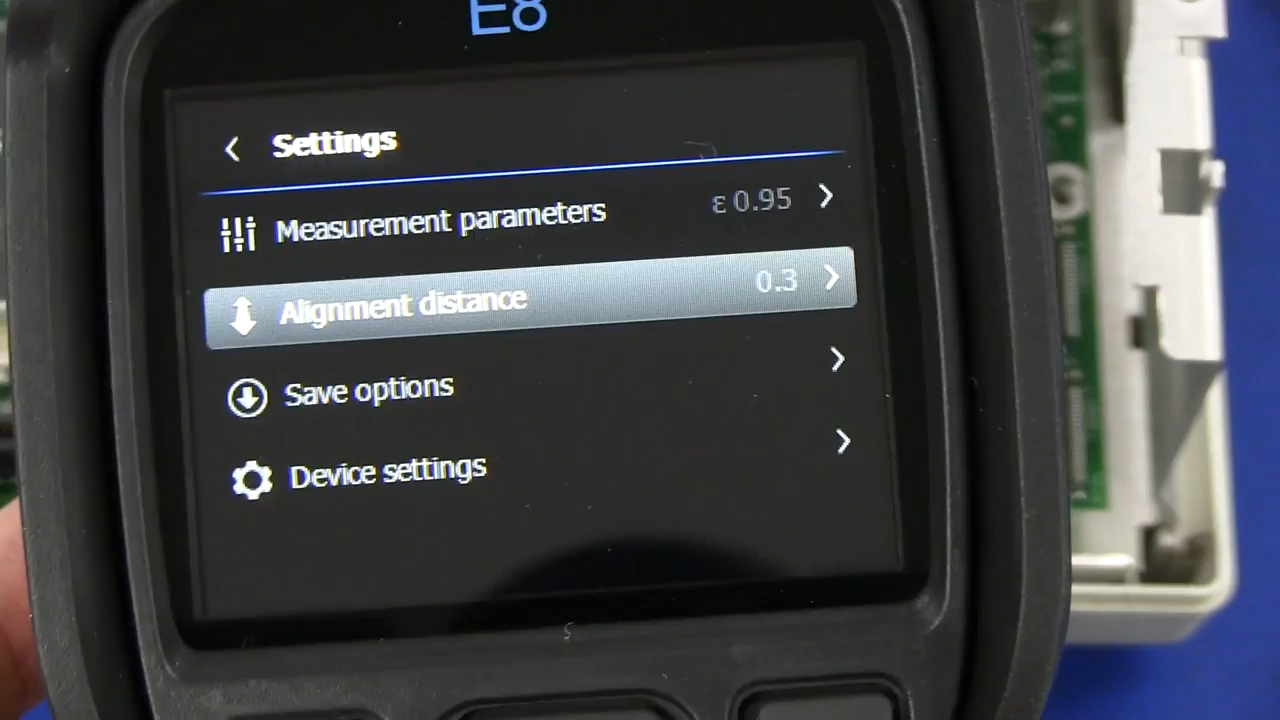 E8
Settings
Measurement parameters ε 0.95
Alignment distance 0.3
Save options
Device settings